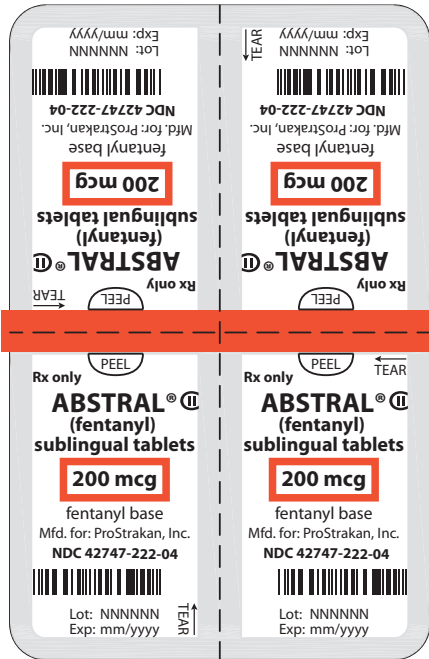 Exp: mm/yyyy
Lot: NNNNNN
NDC 42747-222-04
Mfd. for: ProStrakan, Inc.
fentanyl base
200 mcg
sublingual tablets
(fentanyl)
ABSTRAL® II
Rx only
TEAR
PEEL
TEAR
Exp: mm/yyyy
Lot: NNNNNN
NDC 42747-222-04
Mfd. for: ProStrakan, Inc.
fentanyl base
200 mcg
sublingual tablets
(fentanyl)
ABSTRAL® II
Rx only
PEEL
PEEL
Rx only
ABSTRAL® II
(fentanyl)
sublingual tablets
200 mcg
fentanyl base
Mfd. for: ProStrakan, Inc.
NDC 42747-222-04
Lot: NNNNNN
Exp: mm/yyyy
TEAR
PEEL
TEAR
Rx only
ABSTRAL® II
(fentanyl)
sublingual tablets
200 mcg
fentanyl base
Mfd. for: ProStrakan, Inc.
NDC 42747-222-04
Lot: NNNNNN
Exp: mm/yyyy